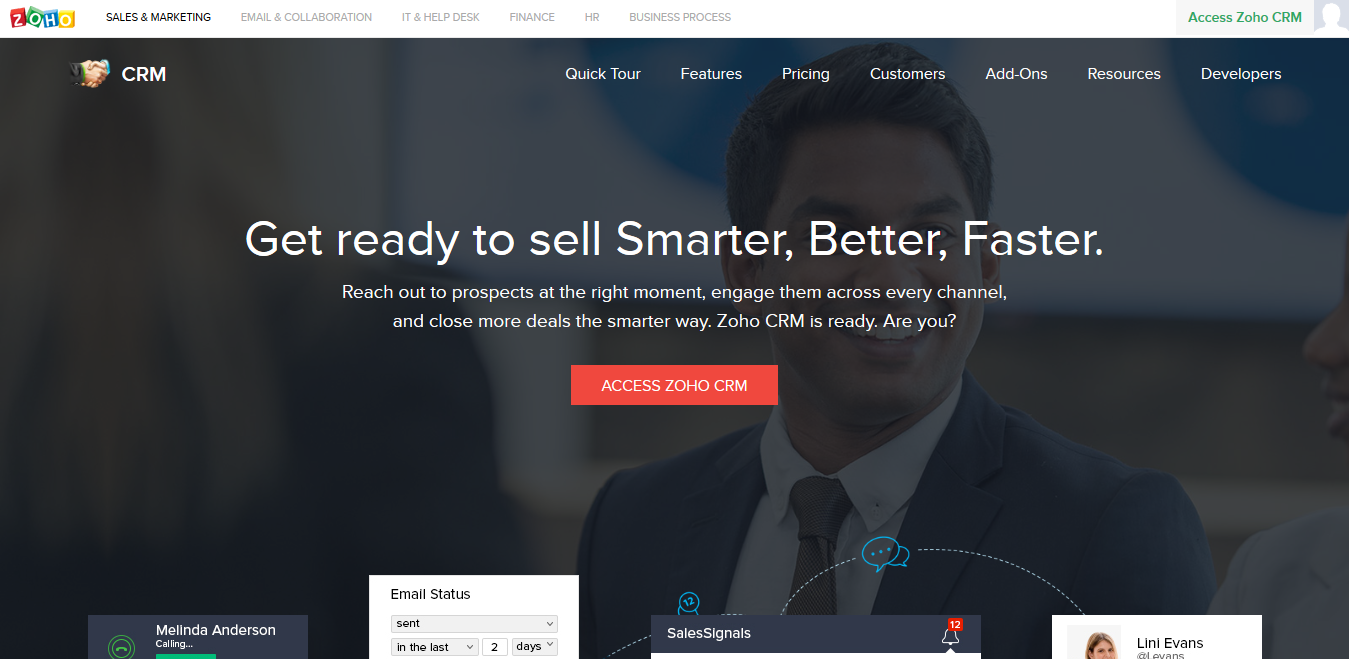 ZOHO
SALES & MARKETING
EMAIL & COLLABORATION
IT & HELP DESK
FINANCE
HR
BUSINESS PROCESS
Access Zoho CRM
CRM
Quick Tour
Features
Pricing
Customers
Add-Ons
Resources
Developers
Get ready to sell Smarter, Better, Faster.
Reach out to prospects at the right moment, engage them across every channel,
and close more deals the smarter way. Zoho CRM is ready. Are you?
ACCESS ZOHO CRM
Melinda Anderson
Calling...
Email Status
sent
in the last 2 days
12
SalesSignals
12
Lini Evans
@Levans